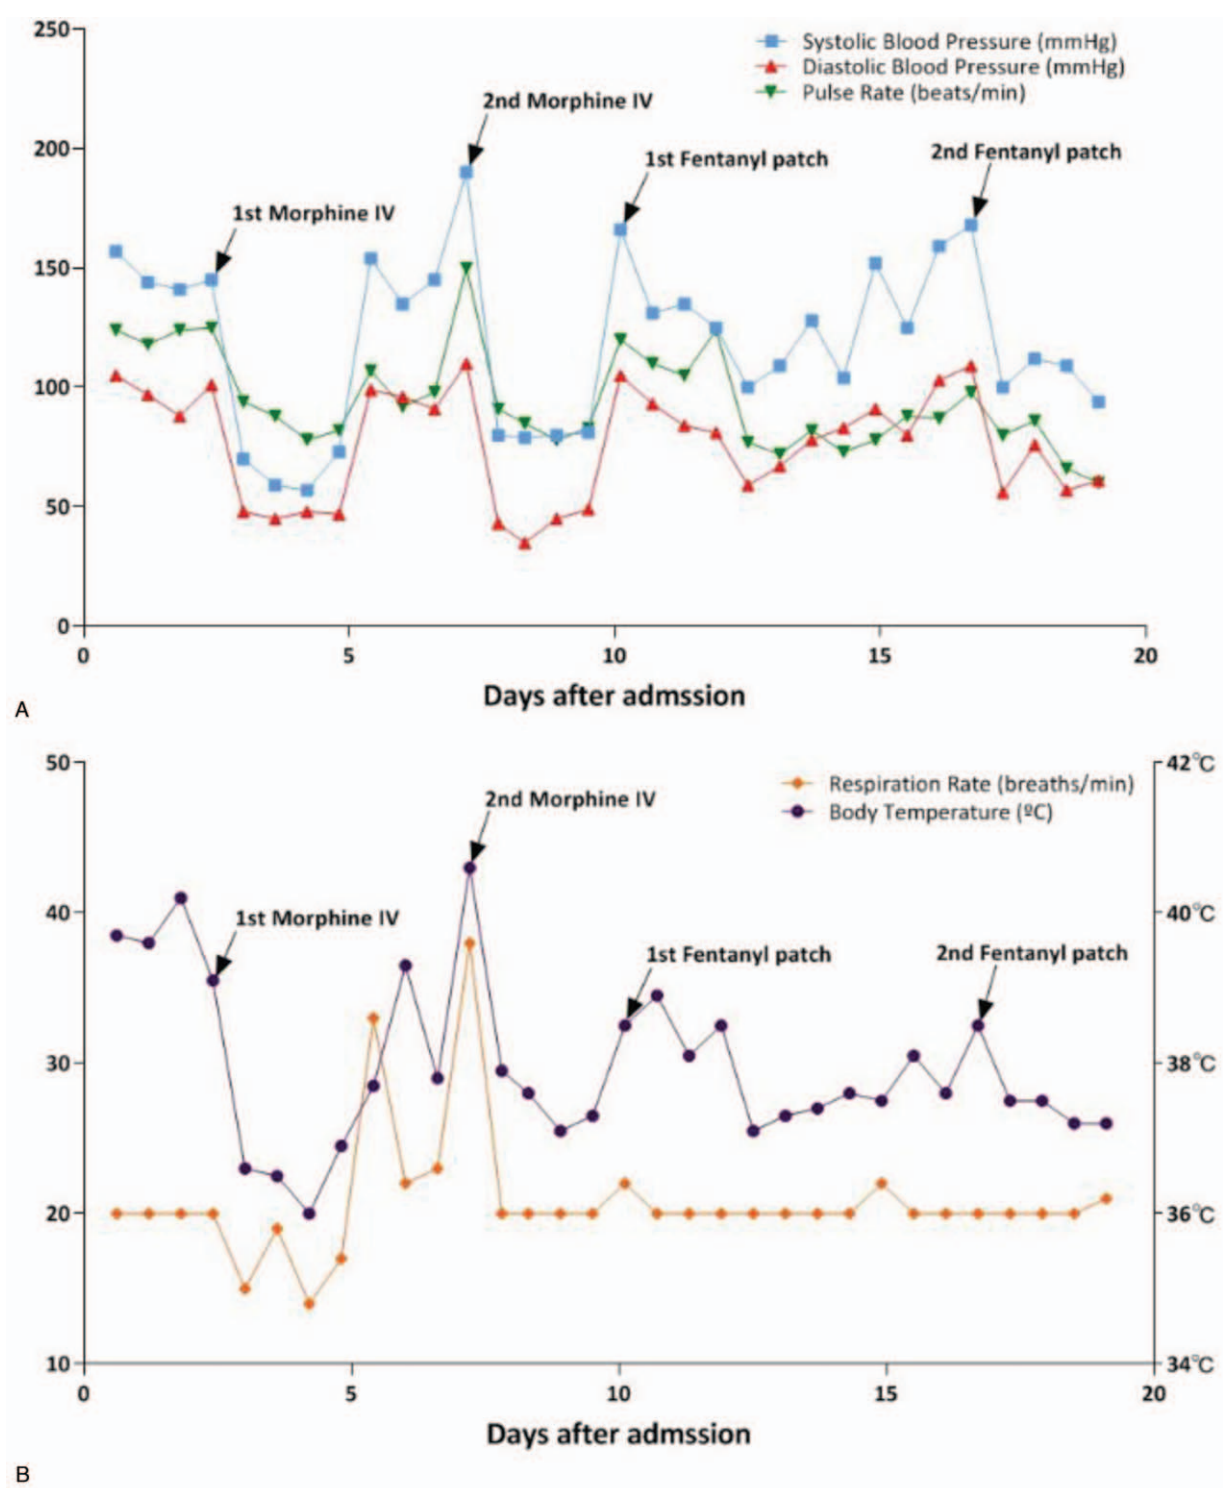 250
Systolic Blood Pressure (mmHg)
Diastolic Blood Pressure (mmHg)
Pulse Rate (beats/min)
2nd Morphine IV
200
1st Fentanyl patch
2nd Fentanyl patch
1st Morphine IV
150
100
50
0
0 5 10 15 20
Days after admssion
A
50
42°C
Respiration Rate (breaths/min)
Body Temperature (ºC)
2nd Morphine IV
40
40°C
1st Morphine IV
1st Fentanyl patch
2nd Fentanyl patch
30
38°C
20
36°C
10
34°C
0 5 10 15 20
Days after admssion
B